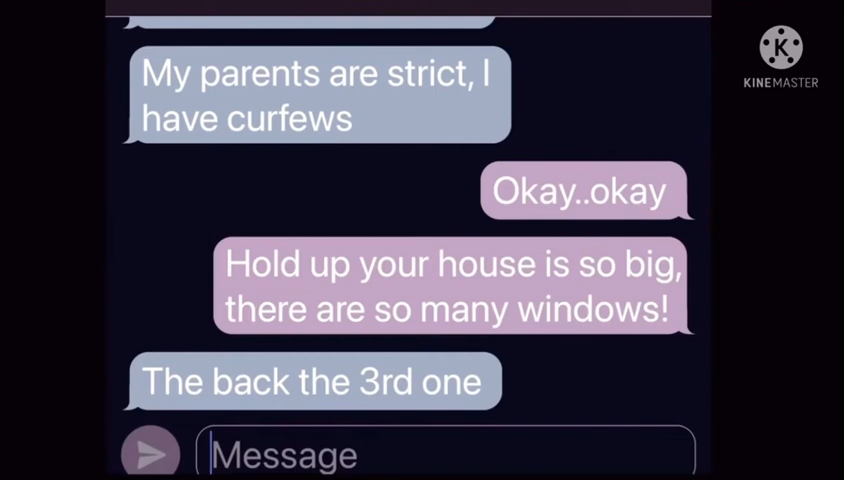 KINEMASTER
My parents are strict, I
have curfews
Okay..okay
Hold up your house is so big,
there are so many windows!
The back the 3rd one
Message